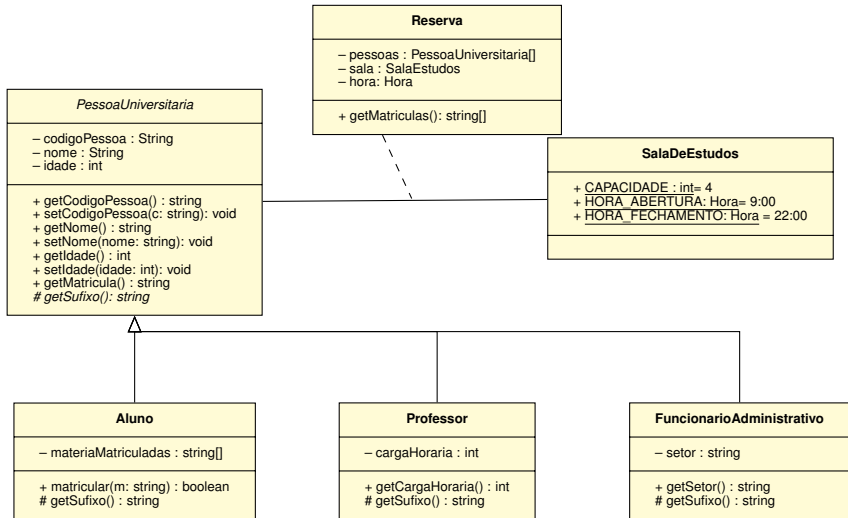 Reserva
– pessoas : PessoaUniversitaria[]
– sala : SalaEstudos
– hora: Hora
+ getMatriculas(): string[]
PessoaUniversitaria
– codigoPessoa : String
– nome : String
– idade : int
+ getCodigoPessoa() : string
+ setCodigoPessoa(c: string): void
+ getNome() : string
+ setNome(nome: string): void
+ getIdade() : int
+ setIdade(idade: int): void
+ getMatricula() : string
# getSufixo(): string
SalaDeEstudos
+ CAPACIDADE : int= 4
+ HORA_ABERTURA: Hora= 9:00
+ HORA_FECHAMENTO: Hora = 22:00
Aluno
– materiaMatriculadas : string[]
+ matricular(m: string) : boolean
# getSufixo() : string
Professor
– cargaHoraria : int
+ getCargaHoraria() : int
# getSufixo() : string
FuncionarioAdministrativo
– setor : string
+ getSetor() : string
# getSufixo() : string